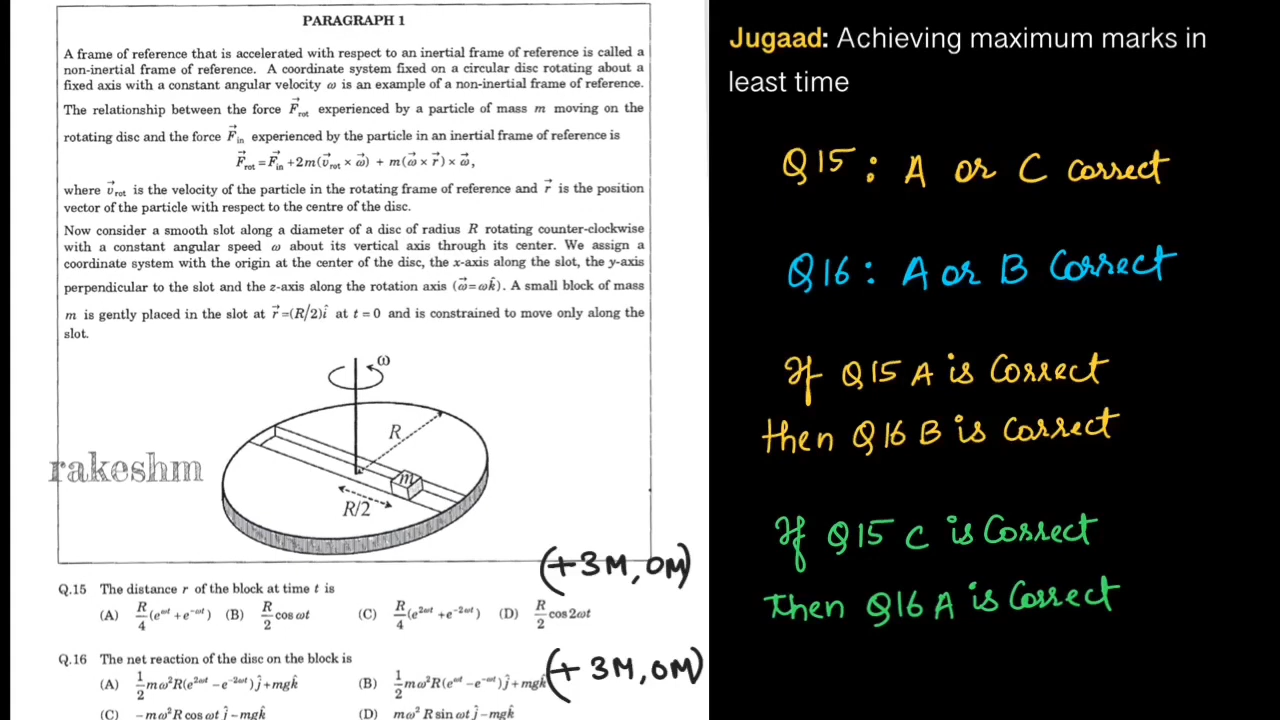 PARAGRAPH 1
A frame of reference that is accelerated with respect to an inertial frame of reference is called a
non-inertial frame of reference. A coordinate system fixed on a circular disc rotating about a
fixed axis with a constant angular velocity ω is an example of a non-inertial frame of reference.
The relationship between the force F⃗rot experienced by a particle of mass m moving on the
rotating disc and the force F⃗in experienced by the particle in an inertial frame of reference is
F⃗rot = F⃗in + 2m(v⃗rot × ω⃗) + m(ω⃗ × r⃗) × ω⃗,
where v⃗rot is the velocity of the particle in the rotating frame of reference and r⃗ is the position
vector of the particle with respect to the centre of the disc.
Now consider a smooth slot along a diameter of a disc of radius R rotating counter-clockwise
with a constant angular speed ω about its vertical axis through its center. We assign a
coordinate system with the origin at the center of the disc, the x-axis along the slot, the y-axis
perpendicular to the slot and the z-axis along the rotation axis (ω⃗=ωk̂). A small block of mass
m is gently placed in the slot at r⃗=(R/2)î at t = 0 and is constrained to move only along the
slot.
ω
R
m
R/2
rakeshm
(+3M, 0M)
Q.15 The distance r of the block at time t is
(A) R/4(e^ωt + e^-ωt) (B) R/2 cos ωt (C) R/4(e^2ωt + e^-2ωt) (D) R/2 cos 2ωt
Q.16 The net reaction of the disc on the block is (+3M, 0M)
(A) 1/2 mω²R(e^2ωt − e^-2ωt)ĵ + mgk̂ (B) 1/2 mω²R(e^ωt − e^-ωt)ĵ + mgk̂
(C) −mω²R cos ωt ĵ − mgk̂ (D) mω²R sin ωt ĵ − mgk̂
Jugaad: Achieving maximum marks in
least time
Q15 : A or C correct
Q16 : A or B Correct
If Q15 A is Correct
then Q16 B is Correct
If Q15 C is Correct
Then Q16 A is Correct